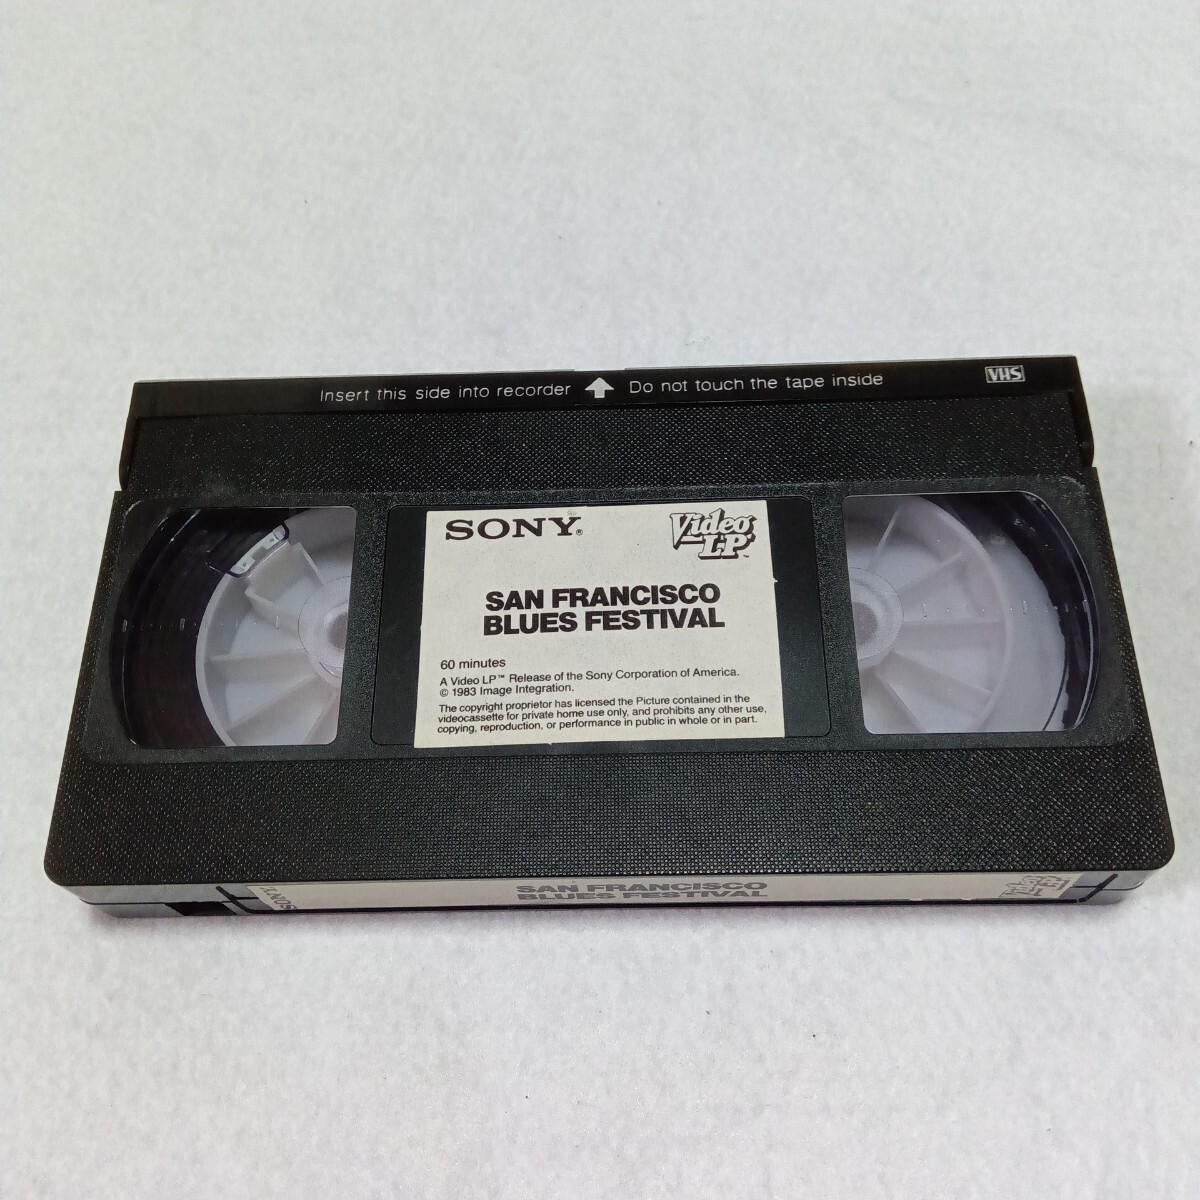 Insert this side into recorder ⬆ Do not touch the tape inside
VHS
SONY®
Video LP™
SAN FRANCISCO
BLUES FESTIVAL
60 minutes
A Video LP™ Release of the Sony Corporation of America.
© 1983 Image Integration.
The copyright proprietor has licensed the Picture contained in the
videocassette for private home use only, and prohibits any other use,
copying, reproduction, or performance in public in whole or in part.
SONY
SAN FRANCISCO
BLUES FESTIVAL